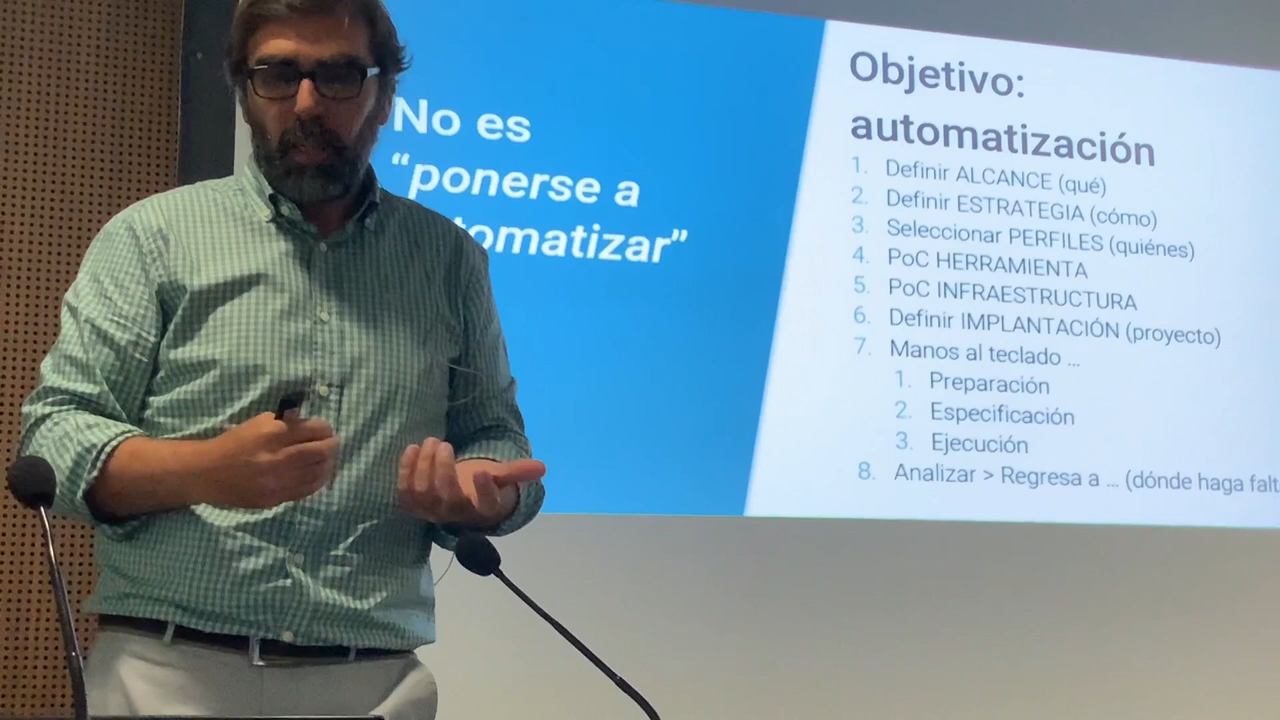 No es
“ponerse a
omatizar”
Objetivo:
automatización
1. Definir ALCANCE (qué)
2. Definir ESTRATEGIA (cómo)
3. Seleccionar PERFILES (quiénes)
4. PoC HERRAMIENTA
5. PoC INFRAESTRUCTURA
6. Definir IMPLANTACIÓN (proyecto)
7. Manos al teclado ...
1. Preparación
2. Especificación
3. Ejecución
8. Analizar > Regresa a ... (dónde haga falt